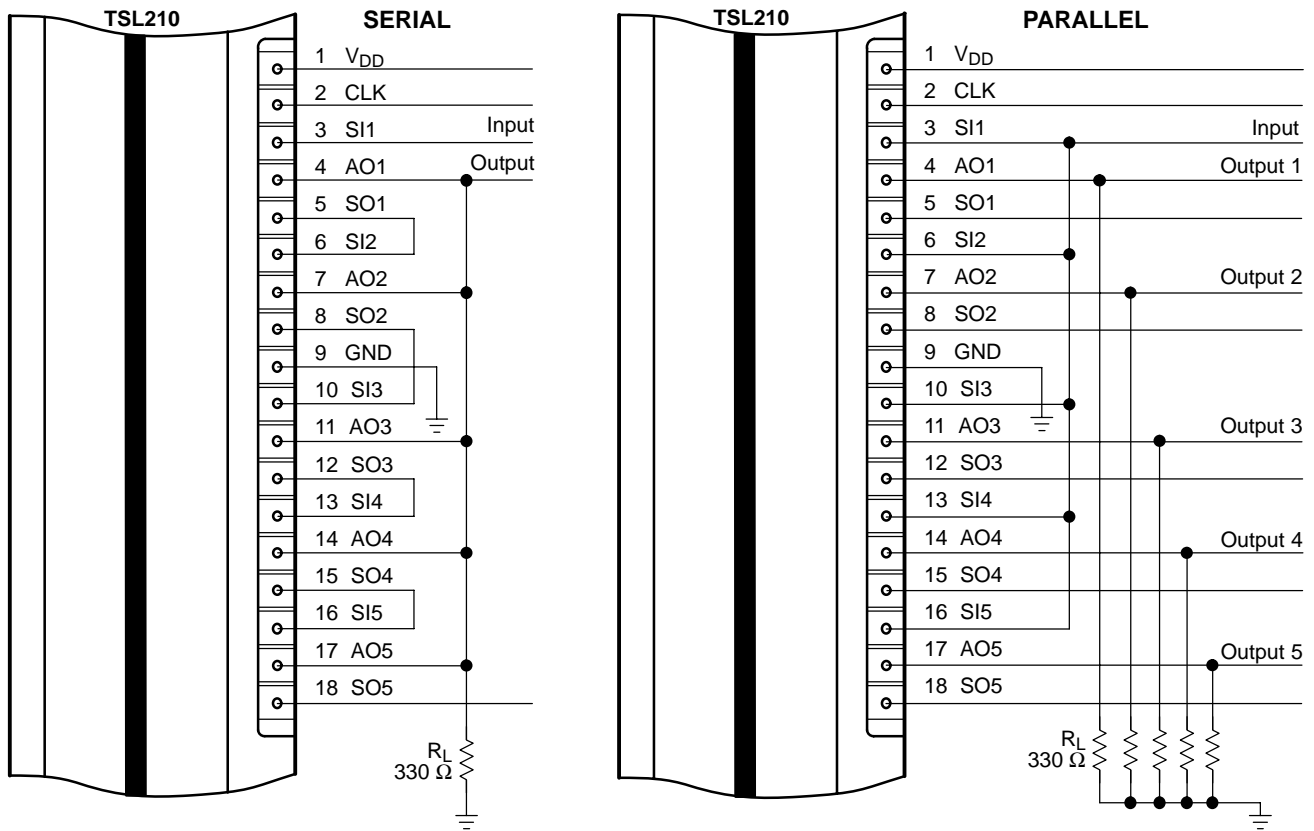 TSL210
SERIAL
1 VDD
2 CLK
3 SI1 Input
4 AO1 Output
5 SO1
6 SI2
7 AO2
8 SO2
9 GND
10 SI3
11 AO3
12 SO3
13 SI4
14 AO4
15 SO4
16 SI5
17 AO5
18 SO5
RL
330 Ω
TSL210
PARALLEL
1 VDD
2 CLK
3 SI1 Input
4 AO1 Output 1
5 SO1
6 SI2
7 AO2 Output 2
8 SO2
9 GND
10 SI3
11 AO3 Output 3
12 SO3
13 SI4
14 AO4 Output 4
15 SO4
16 SI5
17 AO5 Output 5
18 SO5
RL
330 Ω